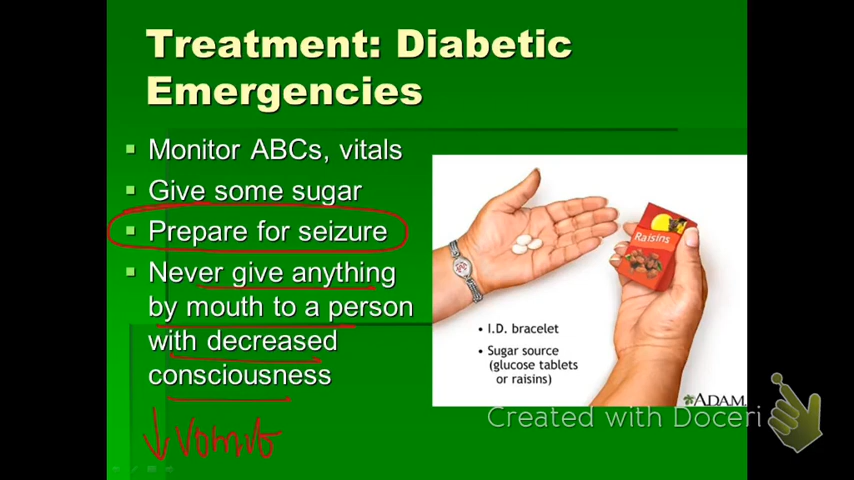 Treatment: Diabetic
Emergencies
Monitor ABCs, vitals
Give some sugar
Prepare for seizure
Never give anything
by mouth to a person
with decreased
consciousness
↓ vomit
Raisins
• I.D. bracelet
• Sugar source
(glucose tablets
or raisins)
ADAM.
Created with Doceri